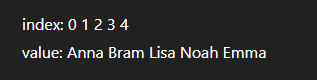 index: 0 1 2 3 4
value: Anna Bram Lisa Noah Emma